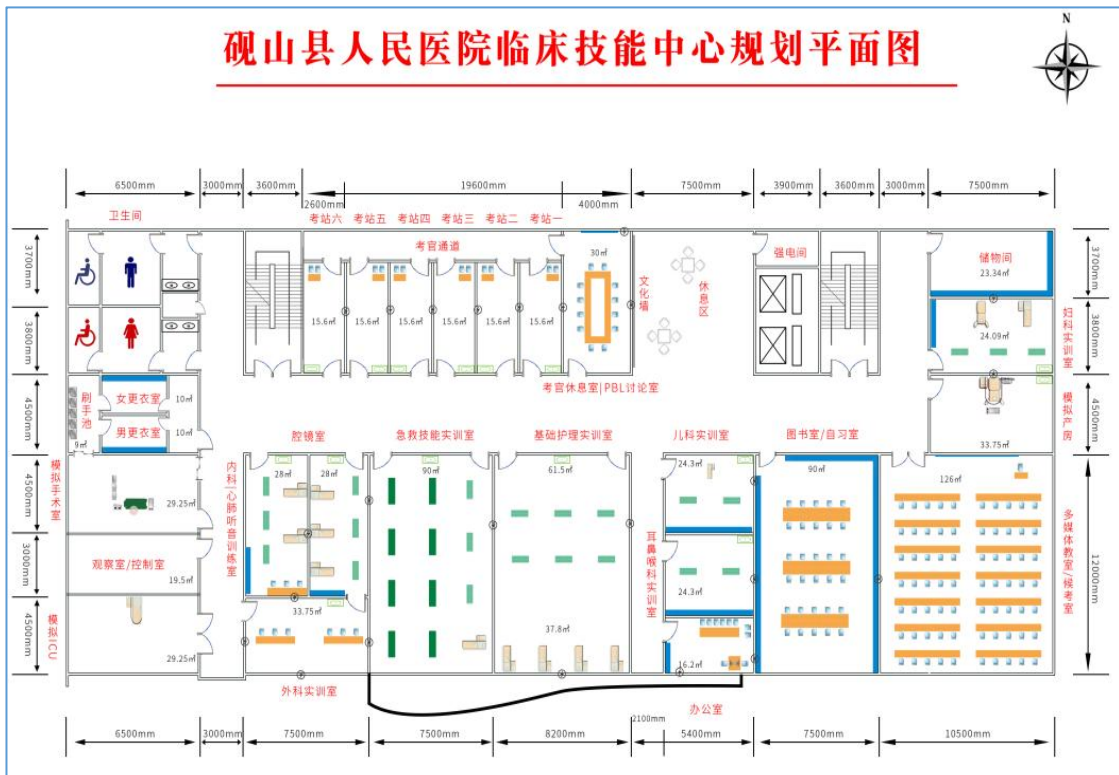 砚山县人民医院临床技能中心规划平面图
N
6500mm
3000mm
3600mm
19600mm
7500mm
3900mm
3600mm
3000mm
7500mm
2600mm
4000mm
卫生间
考站六
考站五
考站四
考站三
考站二
考站一
考官通道
30㎡
文化墙
休息区
强电间
储物间
23.34㎡
3700mm
3700mm
15.6㎡
15.6㎡
15.6㎡
15.6㎡
15.6㎡
15.6㎡
3800mm
24.09㎡
妇科实训室
3800mm
考官休息室|PBL讨论室
4500mm
刷手池
9㎡
女更衣室
10㎡
男更衣室
10㎡
33.75㎡
模拟产房
4500mm
腔镜室
急救技能实训室
基础护理实训室
儿科实训室
图书室/自习室
4500mm
模拟手术室
29.25㎡
内科|心肺听音训练室
28㎡
28㎡
90㎡
61.5㎡
24.3㎡
90㎡
126㎡
多媒体教室/候考室
12000mm
3000mm
观察室/控制室
19.5㎡
耳鼻喉科实训室
24.3㎡
4500mm
模拟ICU
29.25㎡
33.75㎡
37.8㎡
16.2㎡
外科实训室
办公室
2100mm
6500mm
3000mm
7500mm
7500mm
8200mm
5400mm
7500mm
10500mm